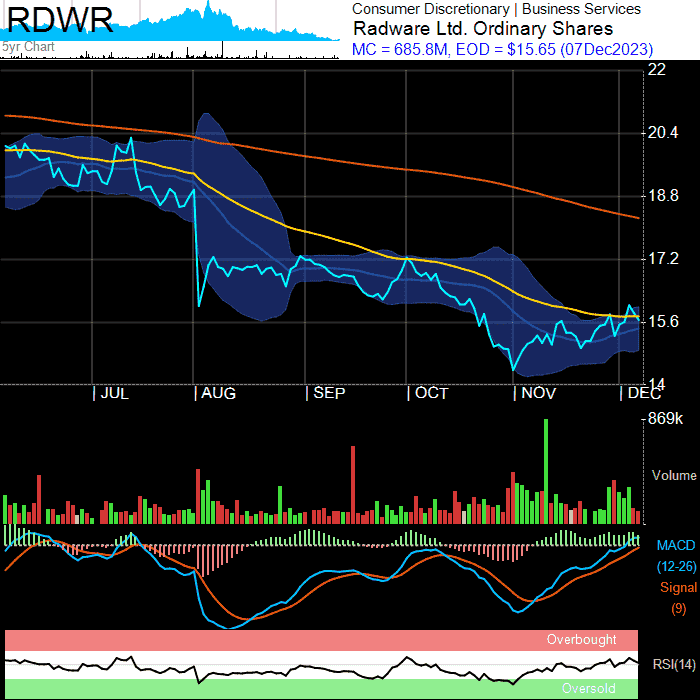 RDWR
5yr Chart
Consumer Discretionary | Business Services
Radware Ltd. Ordinary Shares
MC = 685.8M, EOD = $15.65 (07Dec2023)
22
20.4
18.8
17.2
15.6
14
JUL
AUG
SEP
OCT
NOV
DEC
869k
Volume
MACD
(12-26)
Signal
(9)
Overbought
RSI(14)
Oversold